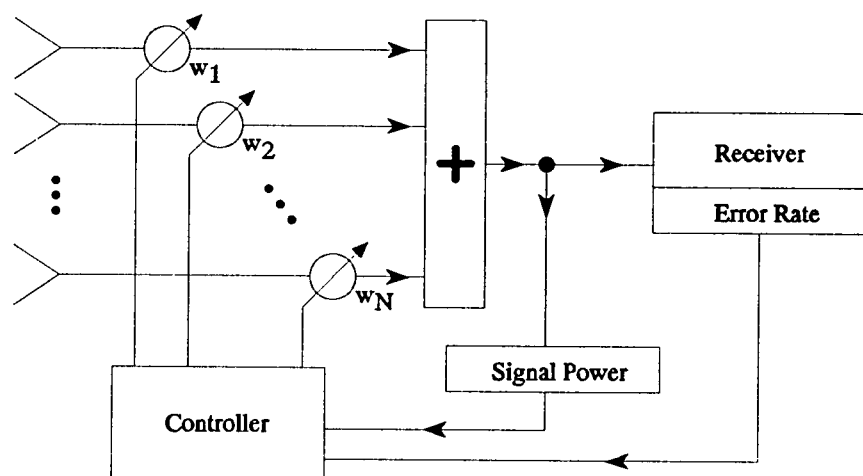 w1
w2
wN
+
Receiver
Error Rate
Signal Power
Controller